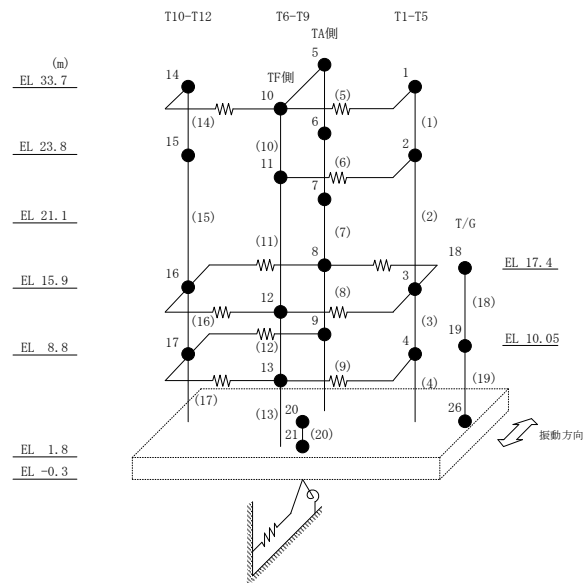 T10-T12 T6-T9 T1-T5
TA側
(m) 5
EL 33.7 14 TF側 1
10 (5)
(14) (10) 6 (1)
EL 23.8 15 11 (6) 2
7
EL 21.1 (15) (7) (2) T/G
(11) 8 18 EL 17.4
EL 15.9 16 12 (8) 3 (18)
(16) 9 (3) 19 EL 10.05
EL 8.8 17 (12) 4
13 (9) (4) (19)
(17) (13) 20 26
21 (20) 振動方向
EL 1.8
EL -0.3